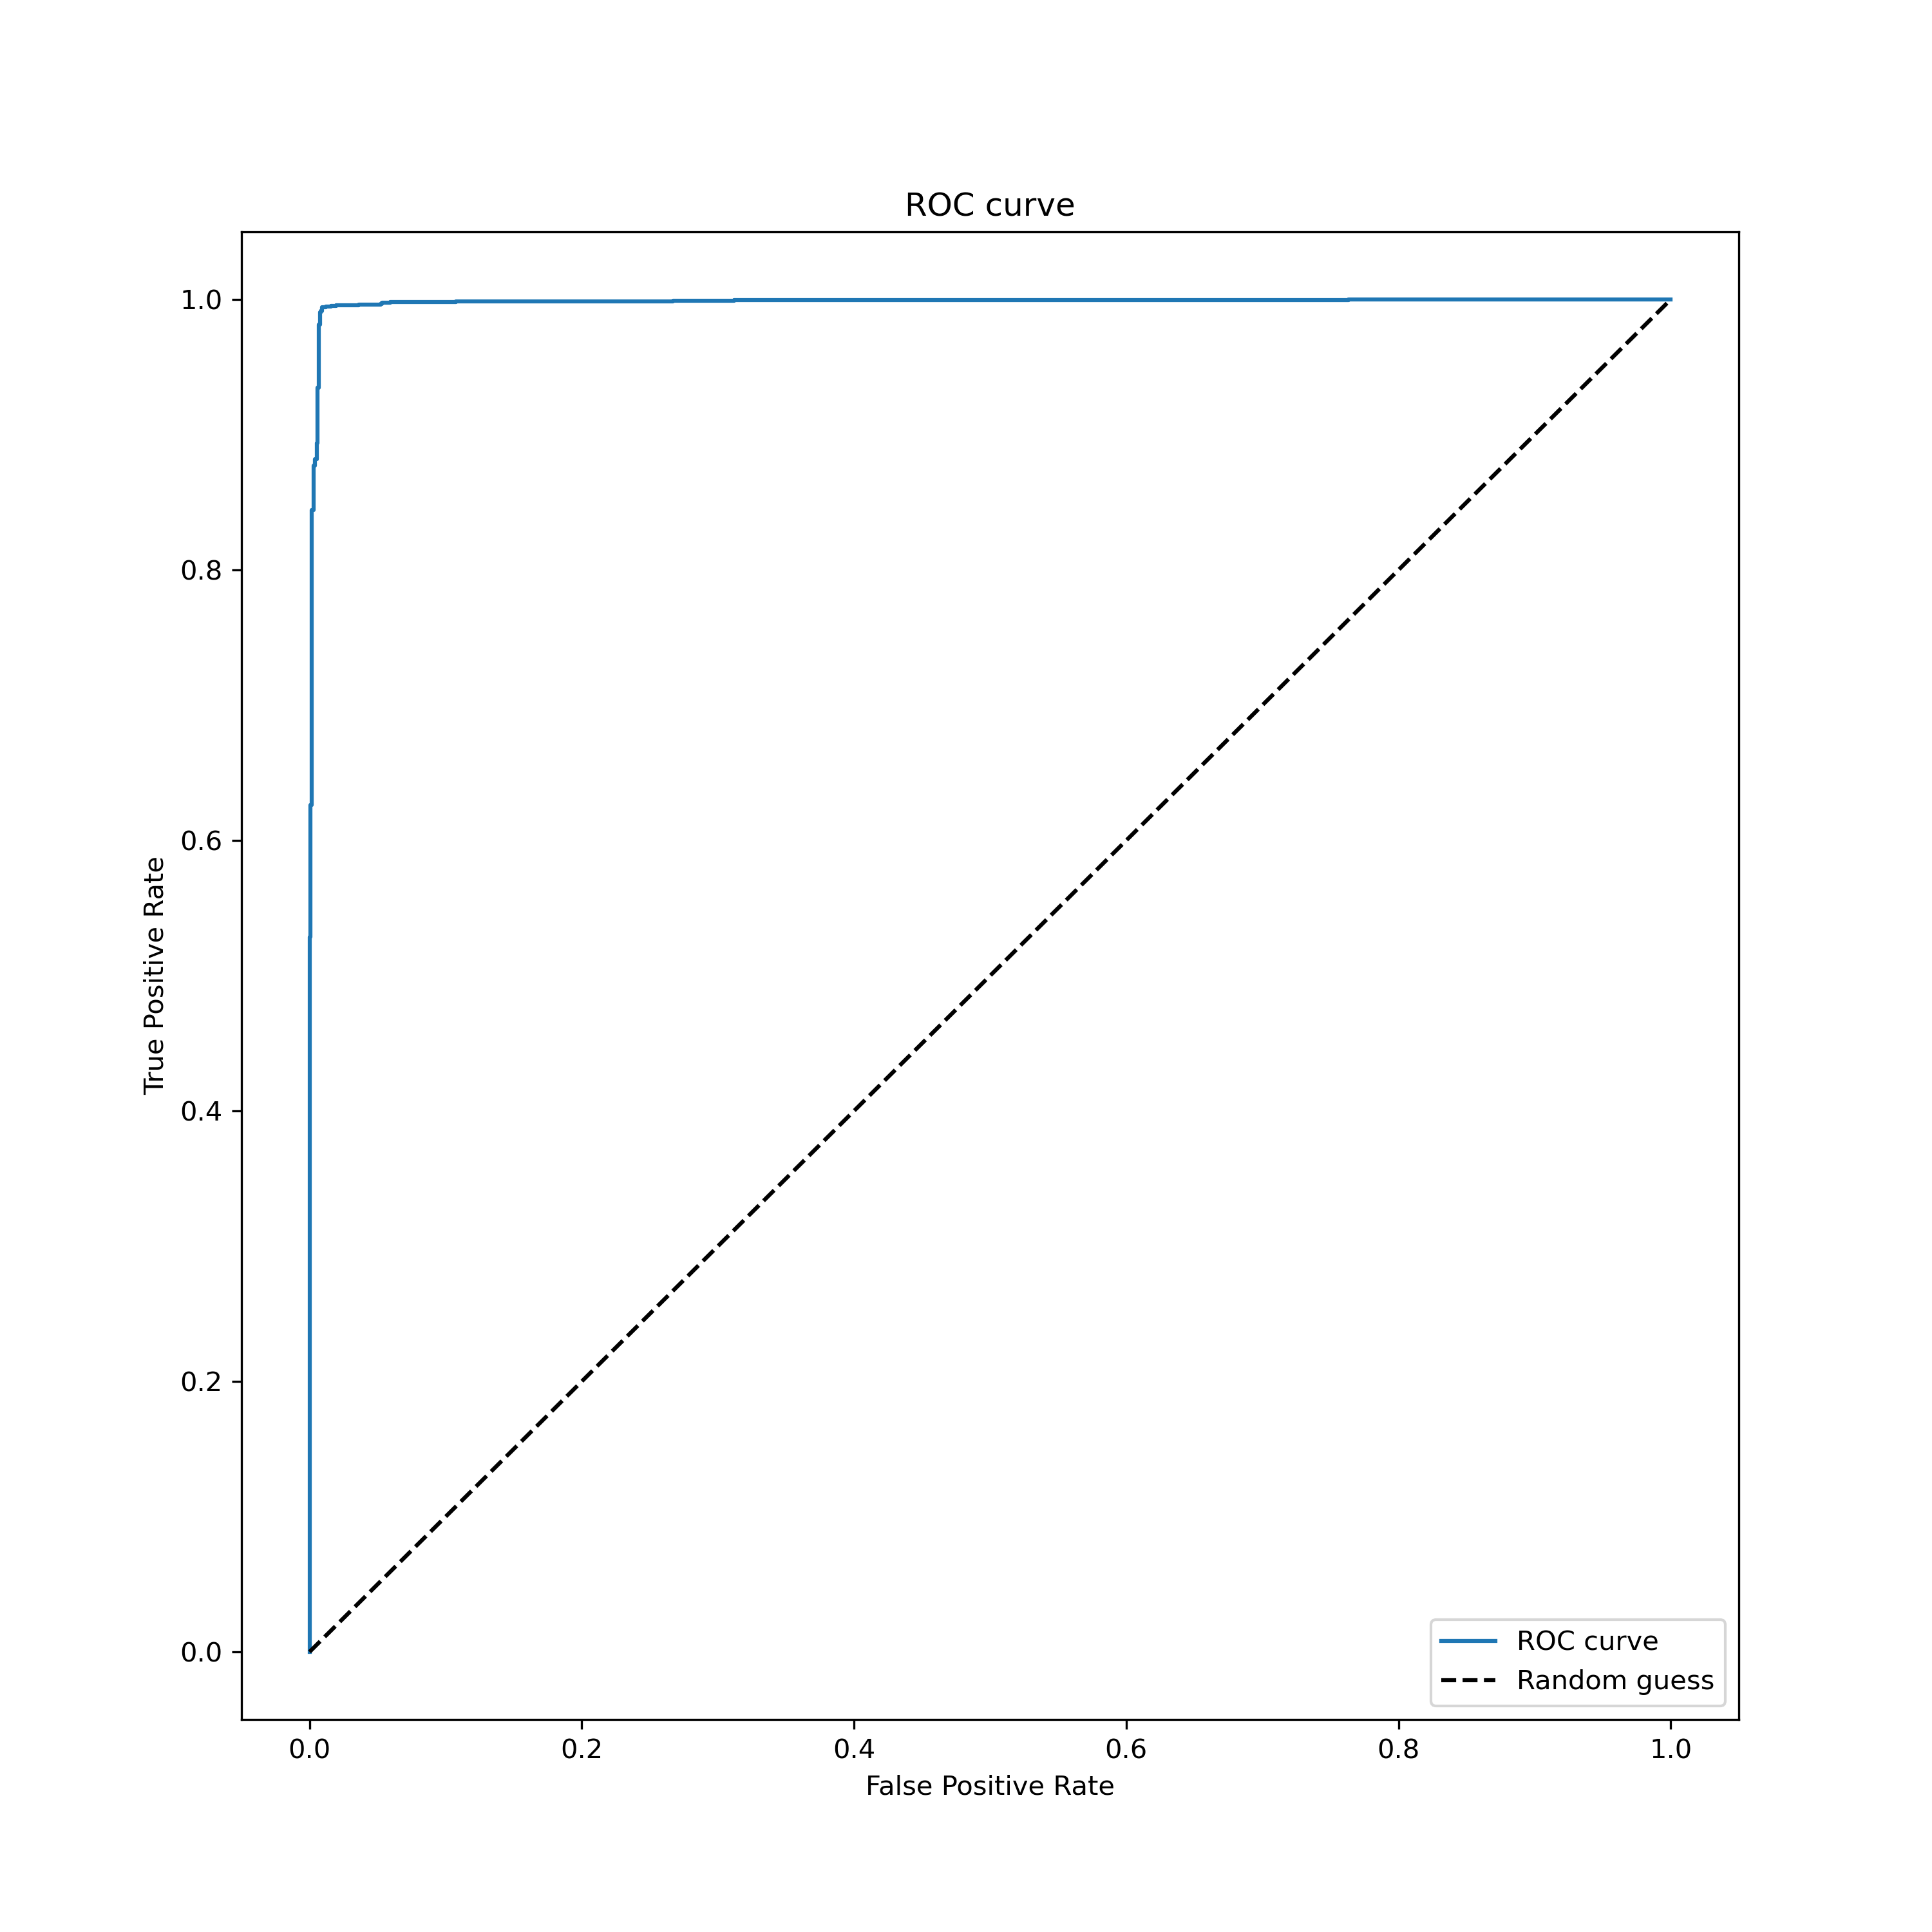 ROC curve
1.0
0.8
0.6
0.4
0.2
0.0
True Positive Rate
0.0 0.2 0.4 0.6 0.8 1.0
False Positive Rate
ROC curve
Random guess